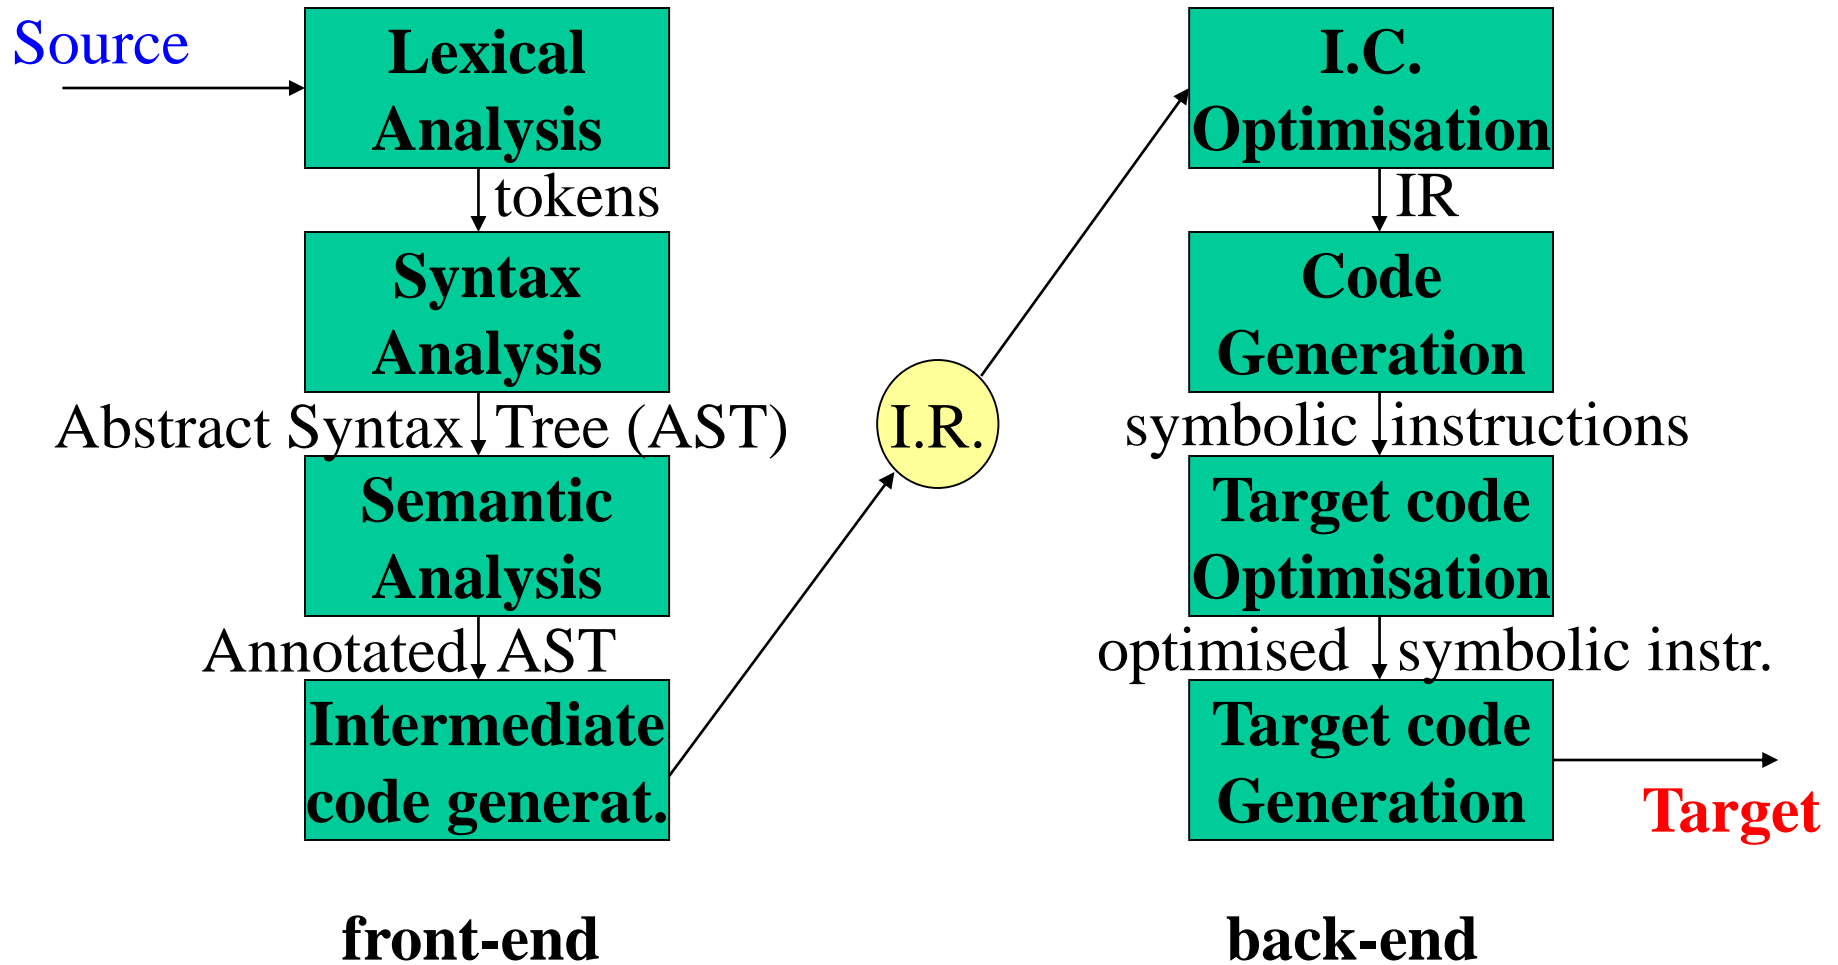 Source
Lexical
Analysis
tokens
Syntax
Analysis
Abstract Syntax Tree (AST)
Semantic
Analysis
Annotated AST
Intermediate
code generat.
front-end
I.R.
I.C.
Optimisation
IR
Code
Generation
symbolic instructions
Target code
Optimisation
optimised symbolic instr.
Target code
Generation
Target
back-end